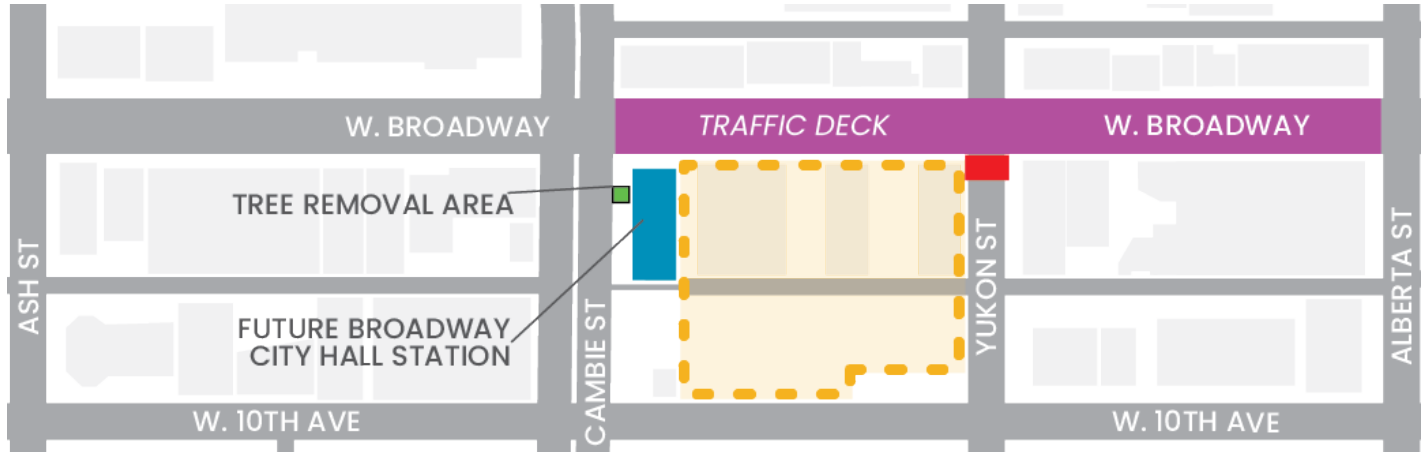 W. BROADWAY
TRAFFIC DECK
W. BROADWAY
TREE REMOVAL AREA
ASH ST
FUTURE BROADWAY
CITY HALL STATION
CAMBIE ST
YUKON ST
ALBERTA ST
W. 10TH AVE
W. 10TH AVE